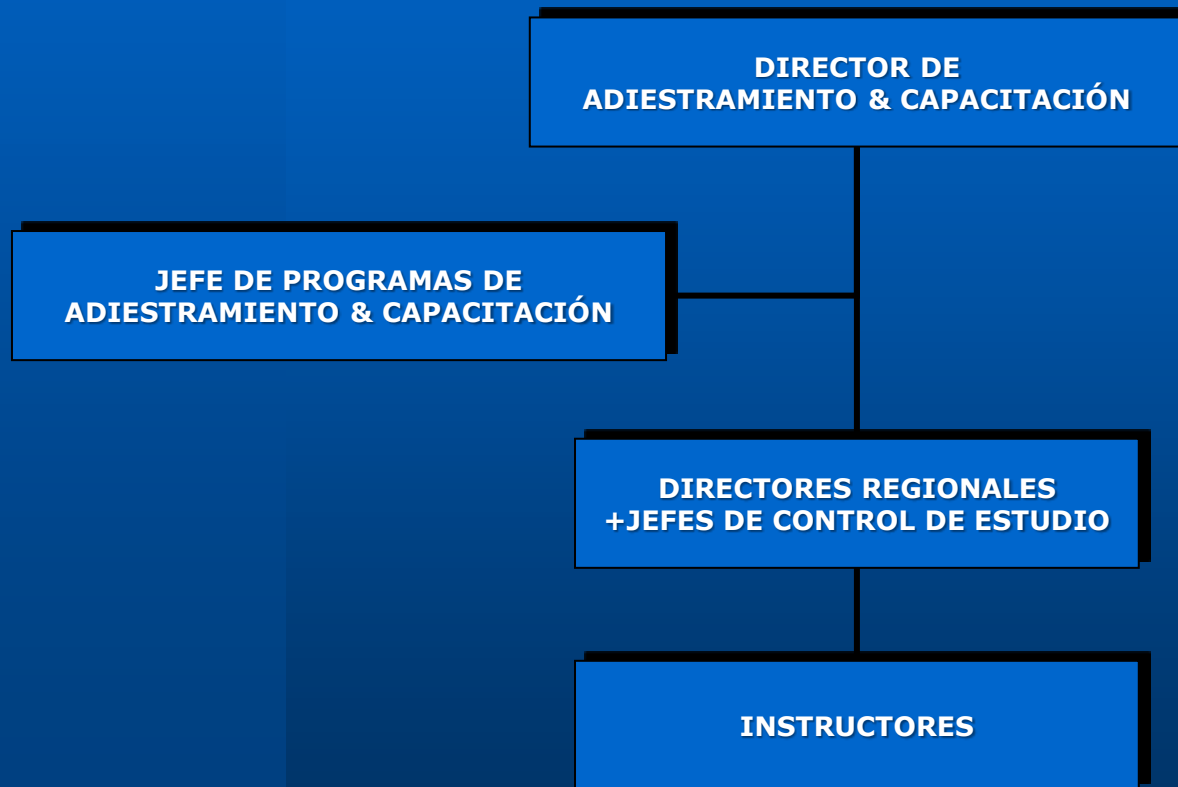 DIRECTOR DE
ADIESTRAMIENTO & CAPACITACIÓN
JEFE DE PROGRAMAS DE
ADIESTRAMIENTO & CAPACITACIÓN
DIRECTORES REGIONALES
+JEFES DE CONTROL DE ESTUDIO
INSTRUCTORES